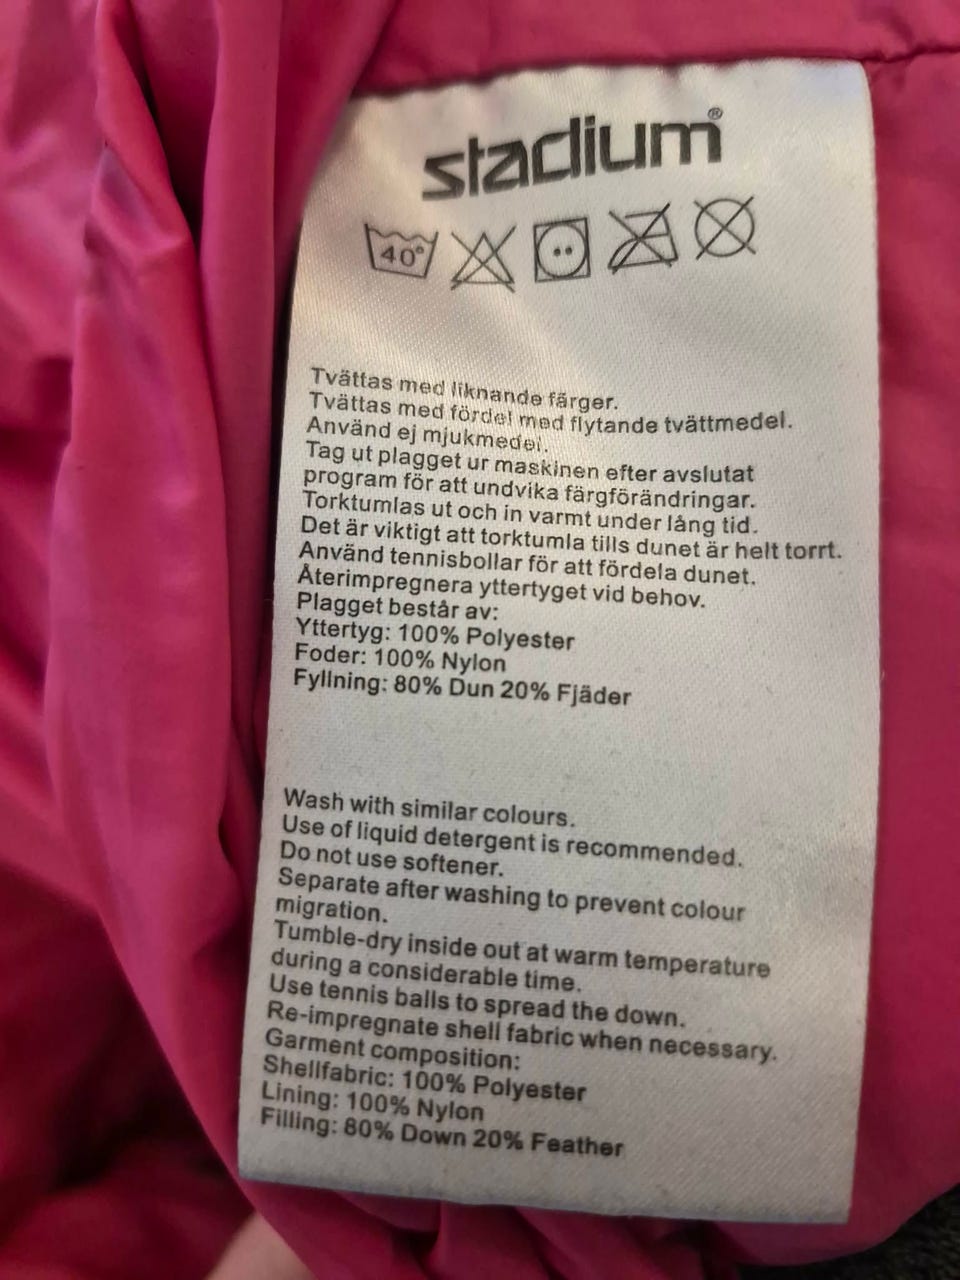 stadium®
40°
Tvättas med liknande färger.
Tvättas med fördel med flytande tvättmedel.
Använd ej mjukmedel.
Tag ut plagget ur maskinen efter avslutat
program för att undvika färgförändringar.
Torktumlas ut och in varmt under lång tid.
Det är viktigt att torktumla tills dunet är helt torrt.
Använd tennisbollar för att fördela dunet.
Återimpregnera yttertyget vid behov.
Plagget består av:
Yttertyg: 100% Polyester
Foder: 100% Nylon
Fyllning: 80% Dun 20% Fjäder
Wash with similar colours.
Use of liquid detergent is recommended.
Do not use softener.
Separate after washing to prevent colour
migration.
Tumble-dry inside out at warm temperature
during a considerable time.
Use tennis balls to spread the down.
Re-impregnate shell fabric when necessary.
Garment composition:
Shellfabric: 100% Polyester
Lining: 100% Nylon
Filling: 80% Down 20% Feather